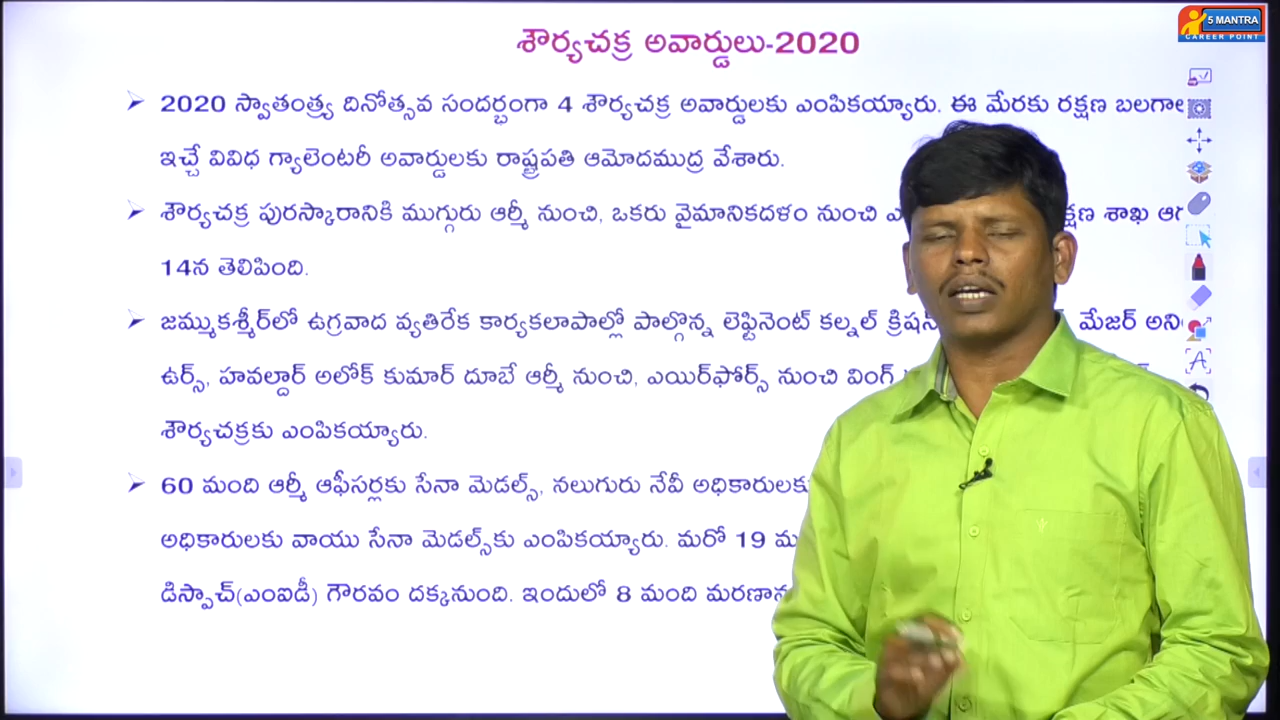 5 MANTRA
CAREER POINT
శౌర్యచక్ర అవార్డులు-2020
➢ 2020 స్వాతంత్ర్య దినోత్సవ సందర్భంగా 4 శౌర్యచక్ర అవార్డులకు ఎంపికయ్యారు. ఈ మేరకు రక్షణ
ఇచ్చే వివిధ గ్యాలెంటరీ అవార్డులకు రాష్ట్రపతి ఆమోదముద్ర వేశారు.
➢ శౌర్యచక్ర పురస్కారానికి ముగ్గురు ఆర్మీ నుంచి, ఒకరు వైమానికదళం నుంచి శాఖ
14న తెలిపింది.
➢ జమ్ముకశ్మీర్‌లో ఉగ్రవాద వ్యతిరేక కార్యకలాపాల్లో పాల్గొన్న లెఫ్టినెంట్ కల్నల్ మేజర్
ఉర్స్, హవల్దార్ అలోక్ కుమార్ దూబే ఆర్మీ నుంచి, ఎయిర్‌ఫోర్స్ నుంచి వింగ్
శౌర్యచక్రకు ఎంపికయ్యారు.
➢ 60 మంది ఆర్మీ ఆఫీసర్లకు సేనా మెడల్స్, నలుగురు నేవీ అధికారులకు
అధికారులకు వాయు సేనా మెడల్స్‌కు ఎంపికయ్యారు. మరో 19
డిస్పాచ్(ఎంఐడీ) గౌరవం దక్కనుంది. ఇందులో 8 మంది